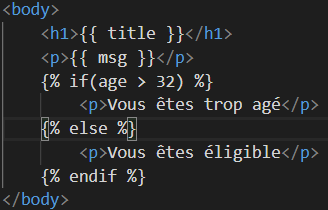 <body>
<h1>{{ title }}</h1>
<p>{{ msg }}</p>
{% if(age > 32) %}
<p>Vous êtes trop agé</p>
{% else %}
<p>Vous êtes éligible</p>
{% endif %}
</body>